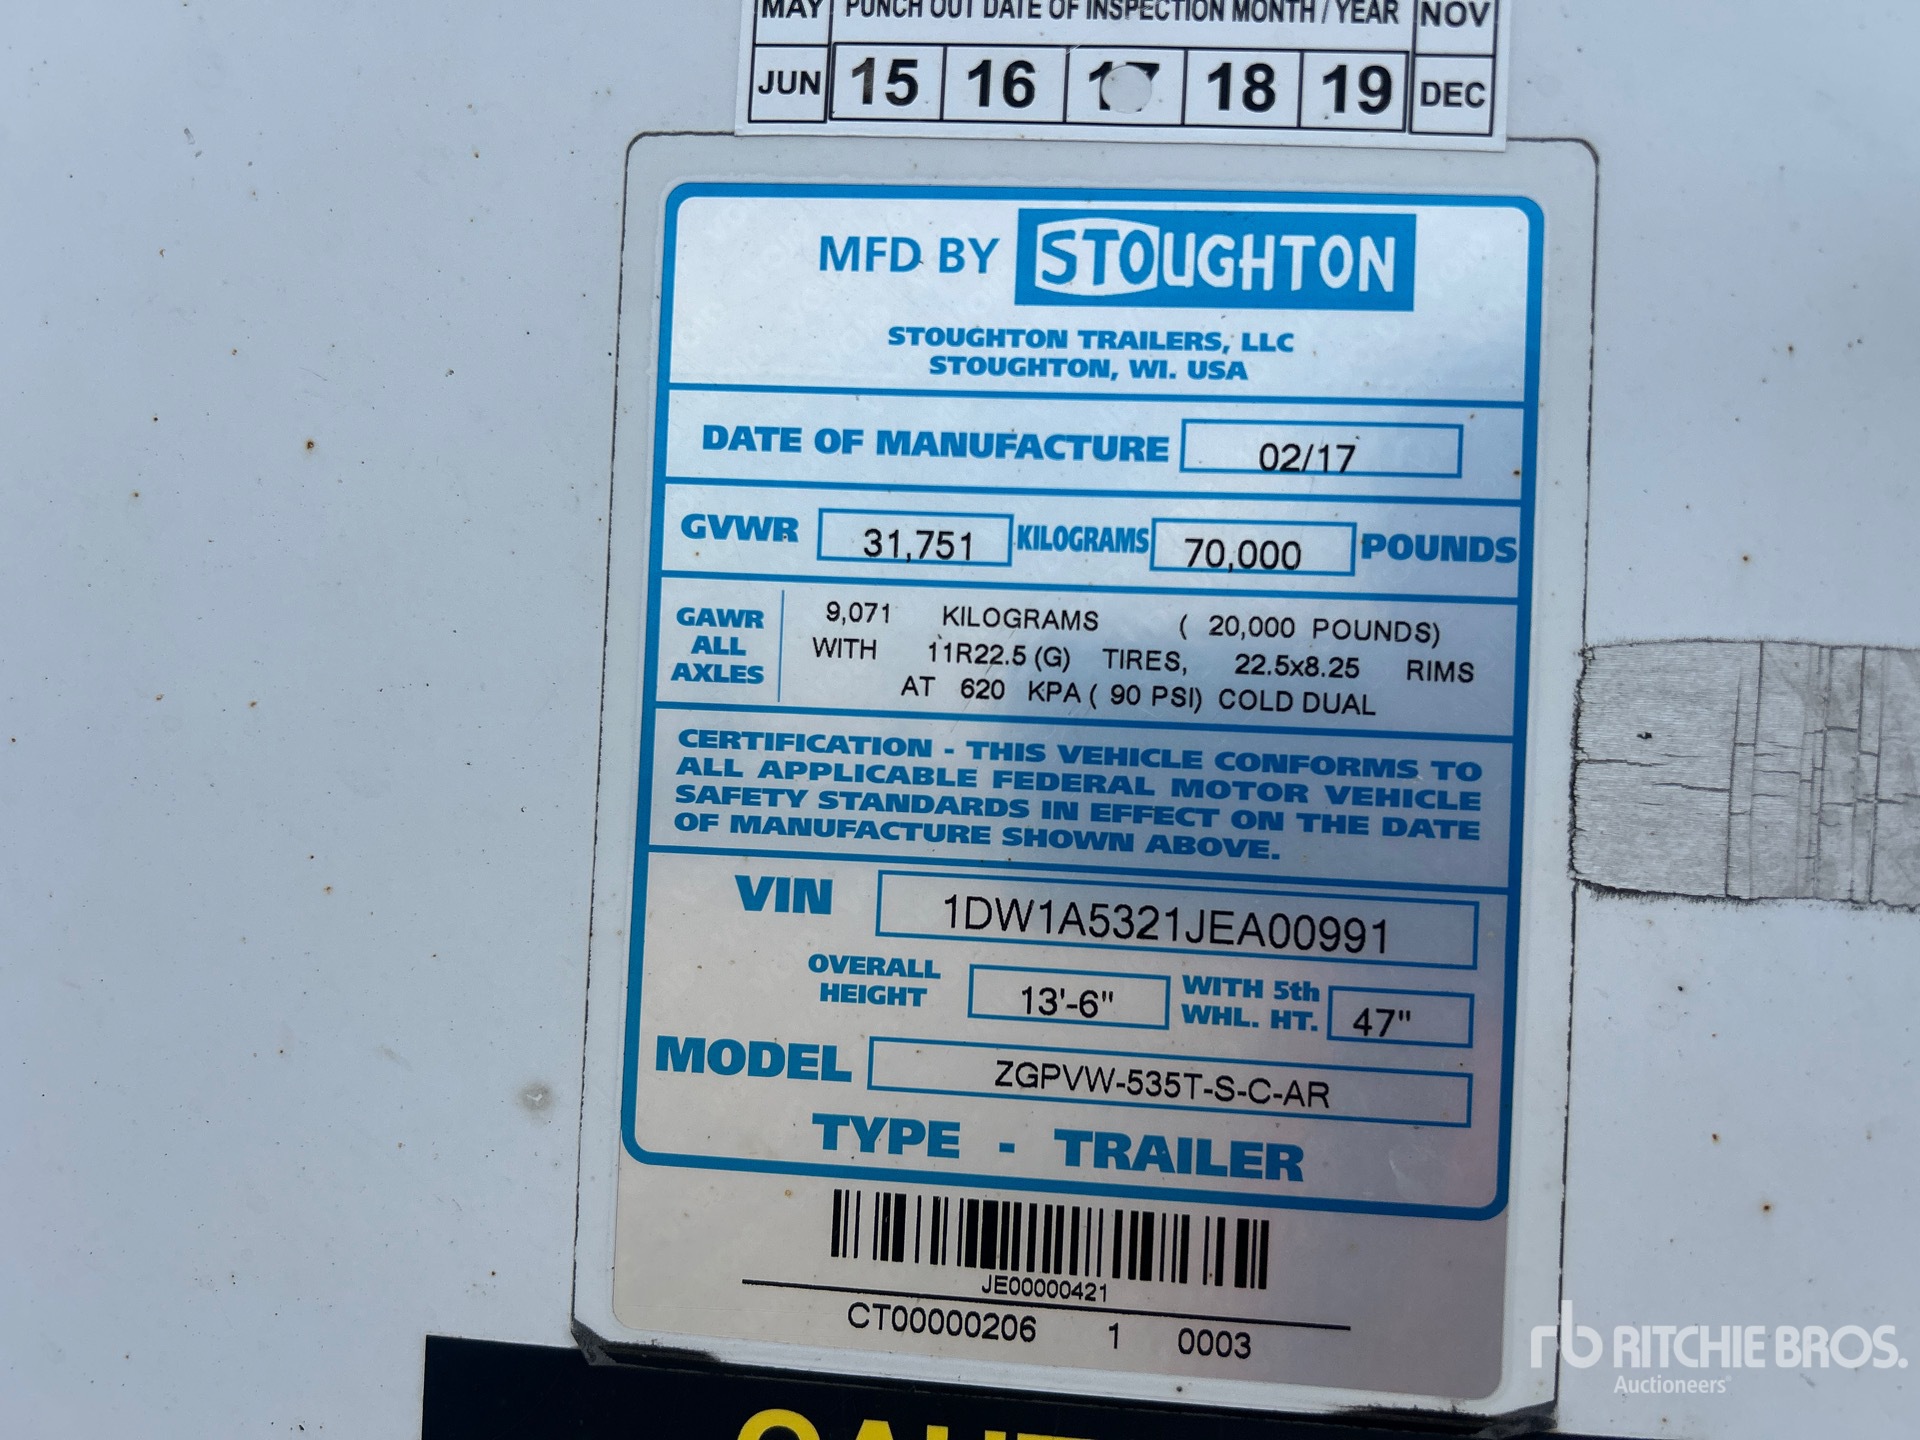 MAY PUNCH OUT DATE OF INSPECTION MONTH / YEAR NOV
JUN 15 16 17 18 19 DEC
MFD BY STOUGHTON
STOUGHTON TRAILERS, LLC
STOUGHTON, WI. USA
DATE OF MANUFACTURE 02/17
GVWR 31,751 KILOGRAMS 70,000 POUNDS
GAWR ALL AXLES
9,071 KILOGRAMS ( 20,000 POUNDS)
WITH 11R22.5 (G) TIRES, 22.5x8.25 RIMS
AT 620 KPA ( 90 PSI) COLD DUAL
CERTIFICATION - THIS VEHICLE CONFORMS TO
ALL APPLICABLE FEDERAL MOTOR VEHICLE
SAFETY STANDARDS IN EFFECT ON THE DATE
OF MANUFACTURE SHOWN ABOVE.
VIN 1DW1A5321JEA00991
OVERALL HEIGHT 13'-6" WITH 5th WHL. HT. 47"
MODEL ZGPVW-535T-S-C-AR
TYPE - TRAILER
JE00000421
CT00000206 1 0003
rb RITCHIE BROS.
Auctioneers